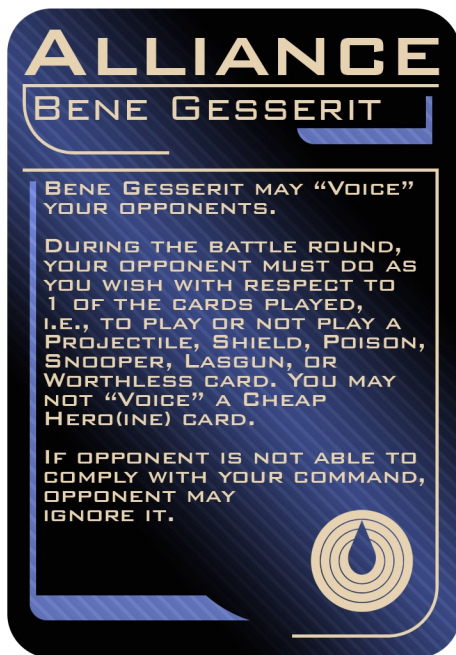 ALLIANCE
BENE GESSERIT
BENE GESSERIT MAY “VOICE”
YOUR OPPONENTS.
DURING THE BATTLE ROUND,
YOUR OPPONENT MUST DO AS
YOU WISH WITH RESPECT TO
1 OF THE CARDS PLAYED,
I.E., TO PLAY OR NOT PLAY A
PROJECTILE, SHIELD, POISON,
SNOOPER, LASGUN, OR
WORTHLESS CARD. YOU MAY
NOT “VOICE” A CHEAP
HERO(INE) CARD.
IF OPPONENT IS NOT ABLE TO
COMPLY WITH YOUR COMMAND,
OPPONENT MAY
IGNORE IT.